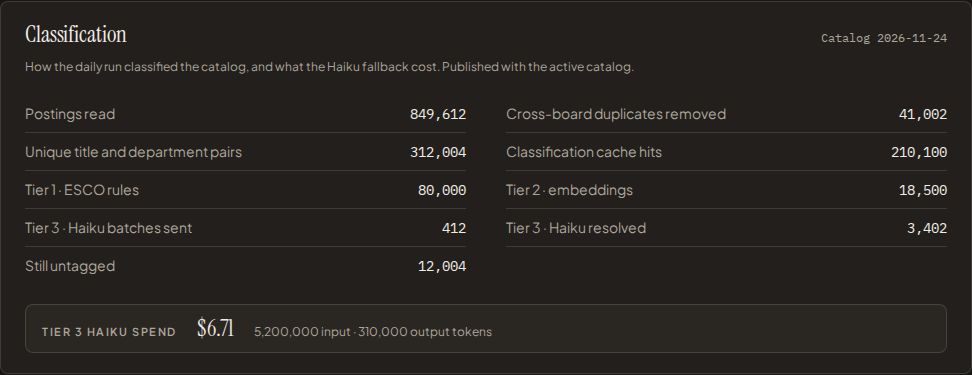 Classification
Catalog 2026-11-24
How the daily run classified the catalog, and what the Haiku fallback cost. Published with the active catalog.
Postings read 849,612
Cross-board duplicates removed 41,002
Unique title and department pairs 312,004
Classification cache hits 210,100
Tier 1 · ESCO rules 80,000
Tier 2 · embeddings 18,500
Tier 3 · Haiku batches sent 412
Tier 3 · Haiku resolved 3,402
Still untagged 12,004
TIER 3 HAIKU SPEND $6.71 5,200,000 input · 310,000 output tokens